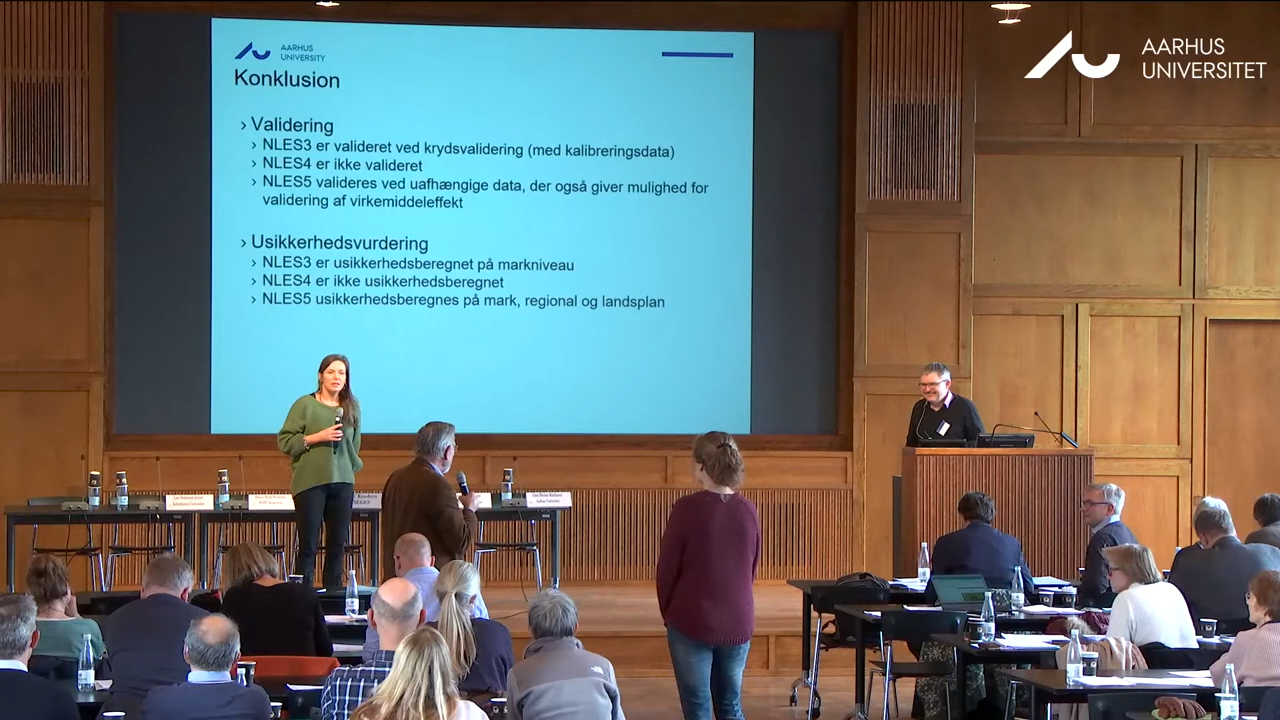 AARHUS
UNIVERSITY
Konklusion
› Validering
› NLES3 er valideret ved krydsvalidering (med kalibreringsdata)
› NLES4 er ikke valideret
› NLES5 valideres ved uafhængige data, der også giver mulighed for
validering af virkemiddeleffekt
› Usikkerhedsvurdering
› NLES3 er usikkerhedsberegnet på markniveau
› NLES4 er ikke usikkerhedsberegnet
› NLES5 usikkerhedsberegnes på mark, regional og landsplan
AARHUS
UNIVERSITET
SEGES